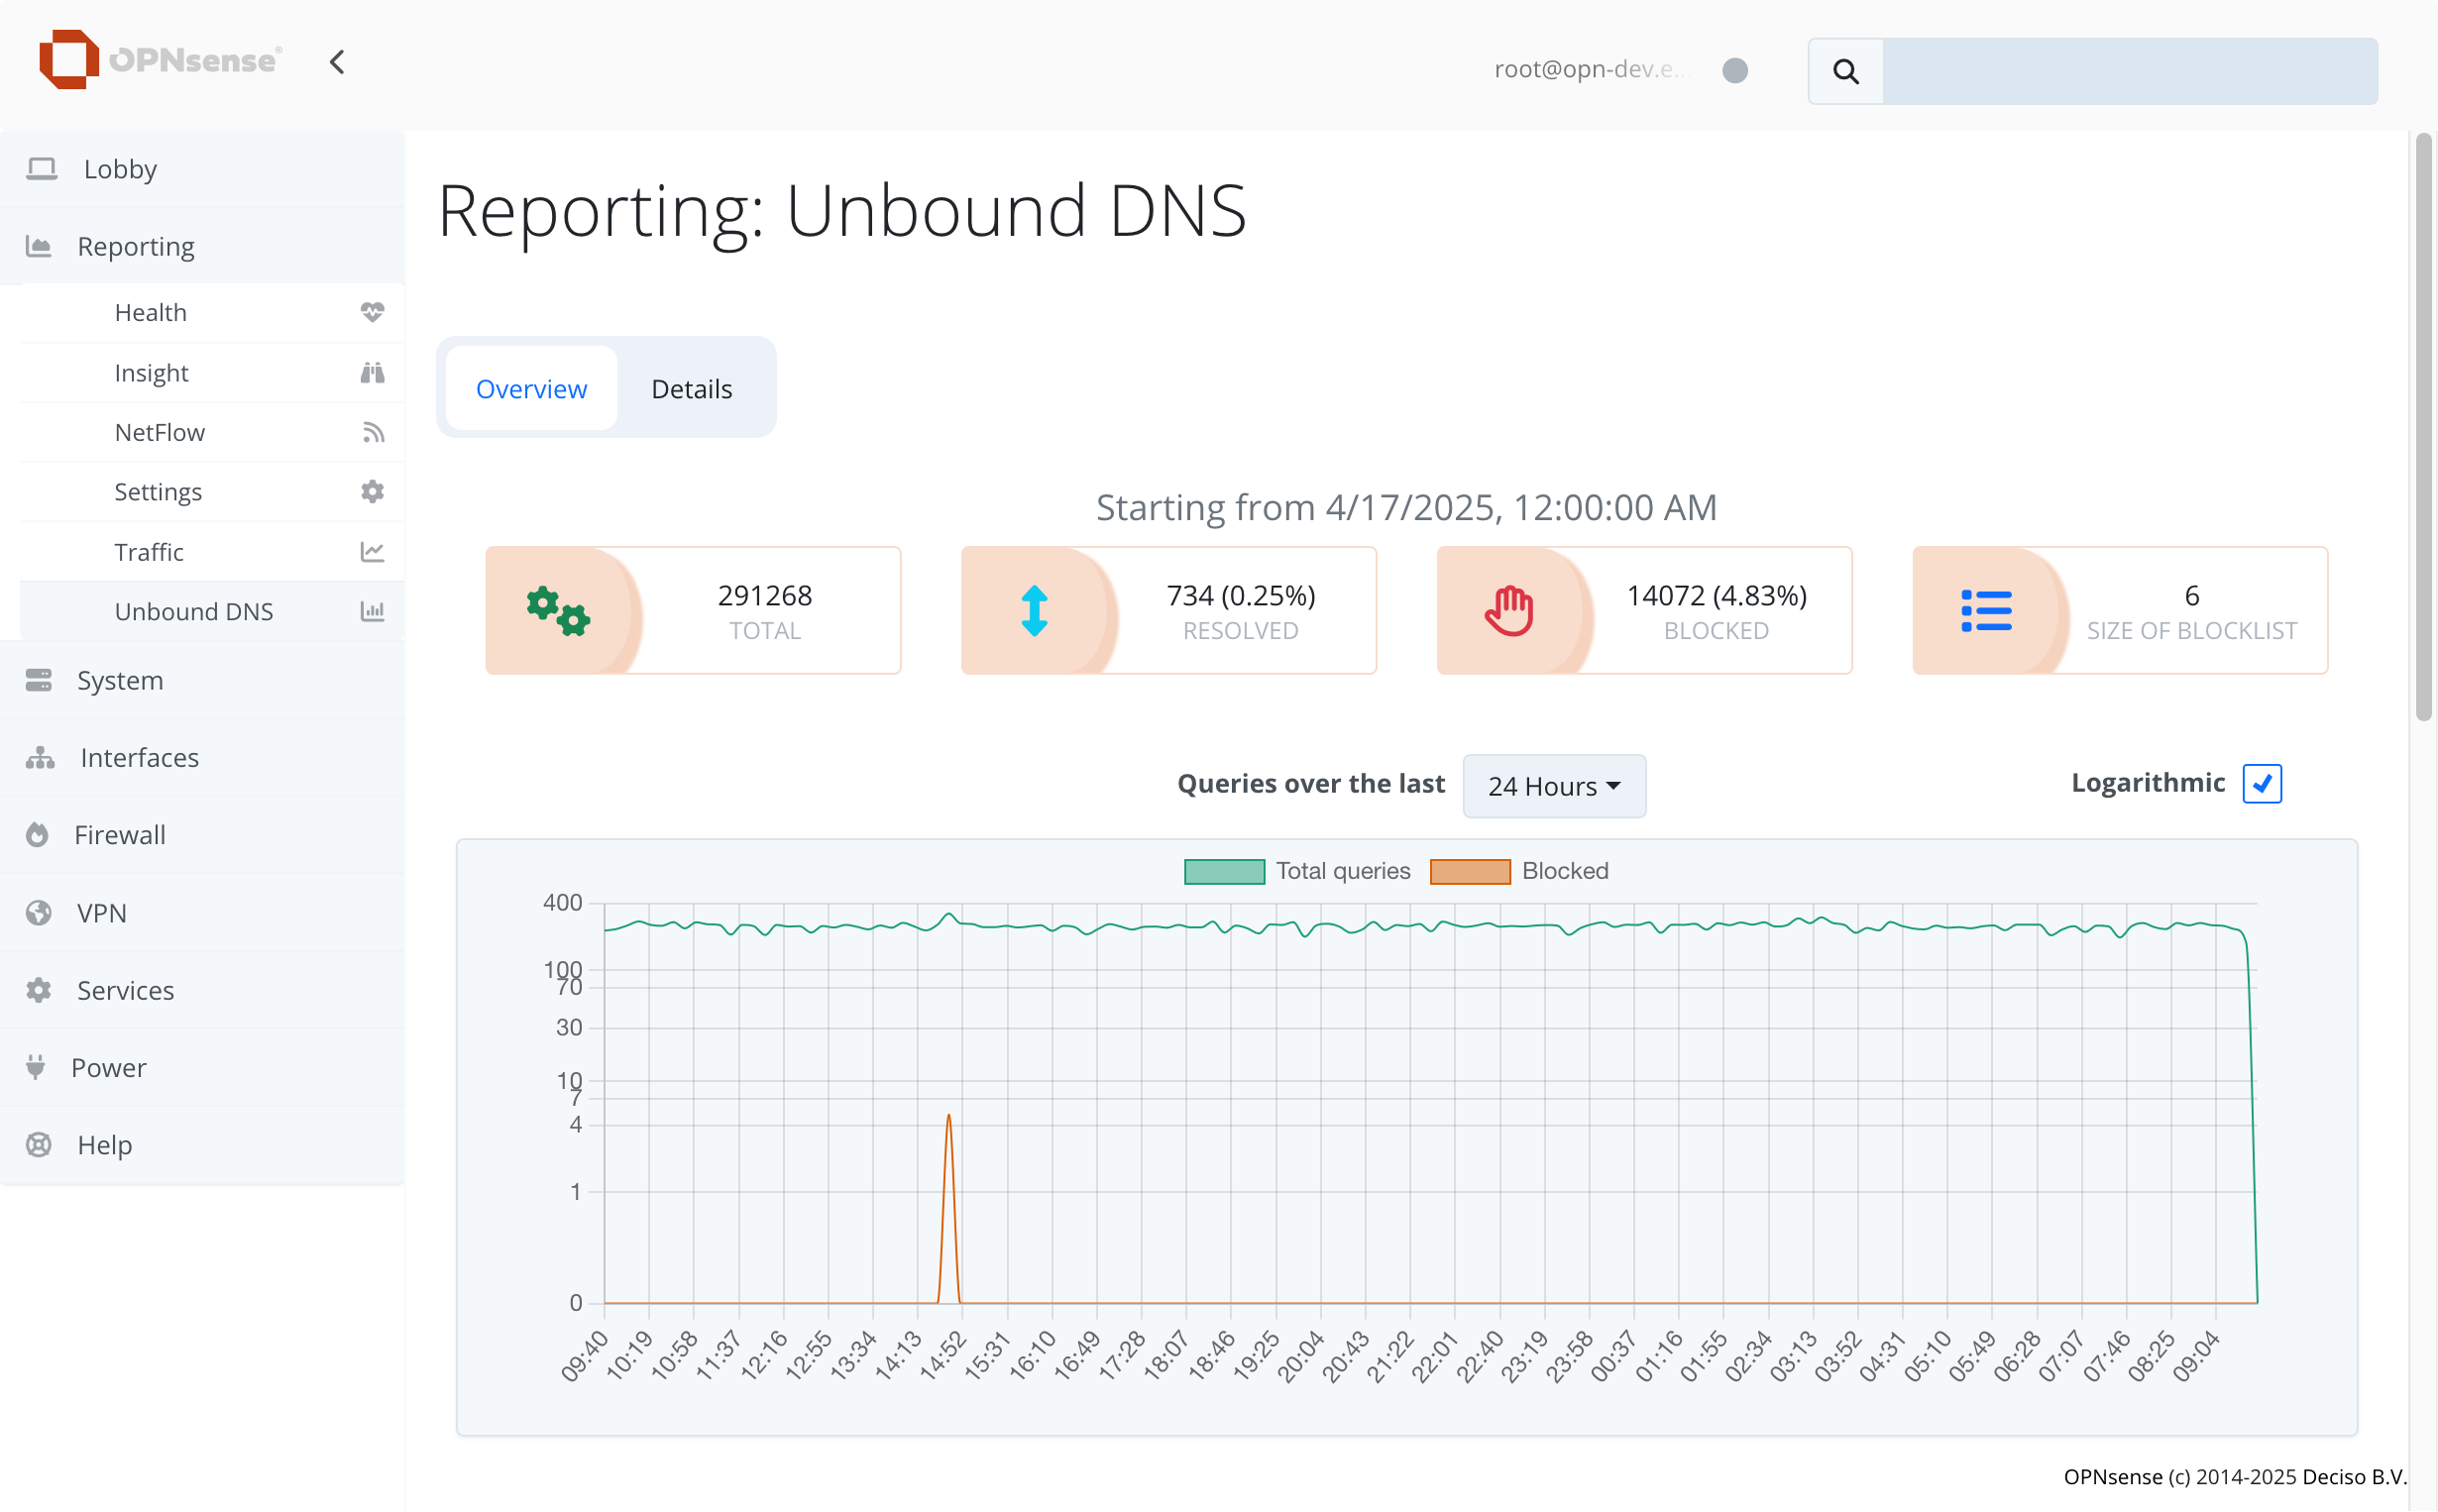 OPNsense®
root@opn-dev.e...
Lobby
Reporting
Health
Insight
NetFlow
Settings
Traffic
Unbound DNS
System
Interfaces
Firewall
VPN
Services
Power
Help
Reporting: Unbound DNS
Overview
Details
Starting from 4/17/2025, 12:00:00 AM
291268
TOTAL
734 (0.25%)
RESOLVED
14072 (4.83%)
BLOCKED
6
SIZE OF BLOCKLIST
Queries over the last
24 Hours
Logarithmic
Total queries
Blocked
400
100
70
30
10
7
4
1
0
09:40
10:19
10:58
11:37
12:16
12:55
13:34
14:13
14:52
15:31
16:10
16:49
17:28
18:07
18:46
19:25
20:04
20:43
21:22
22:01
22:40
23:19
23:58
00:37
01:16
01:55
02:34
03:13
03:52
04:31
05:10
05:49
06:28
07:07
07:46
08:25
09:04
OPNsense (c) 2014-2025 Deciso B.V.